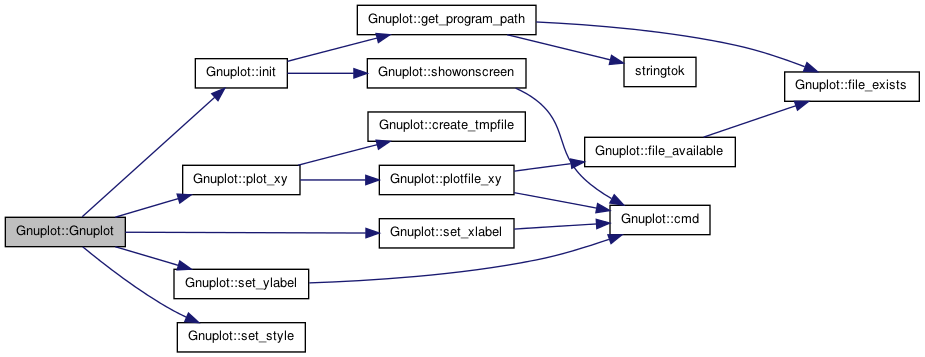 Gnuplot::get_program_path
Gnuplot::init
Gnuplot::showonscreen
stringtok
Gnuplot::file_exists
Gnuplot::create_tmpfile
Gnuplot::file_available
Gnuplot::plot_xy
Gnuplot::plotfile_xy
Gnuplot::cmd
Gnuplot::Gnuplot
Gnuplot::set_xlabel
Gnuplot::set_ylabel
Gnuplot::set_style